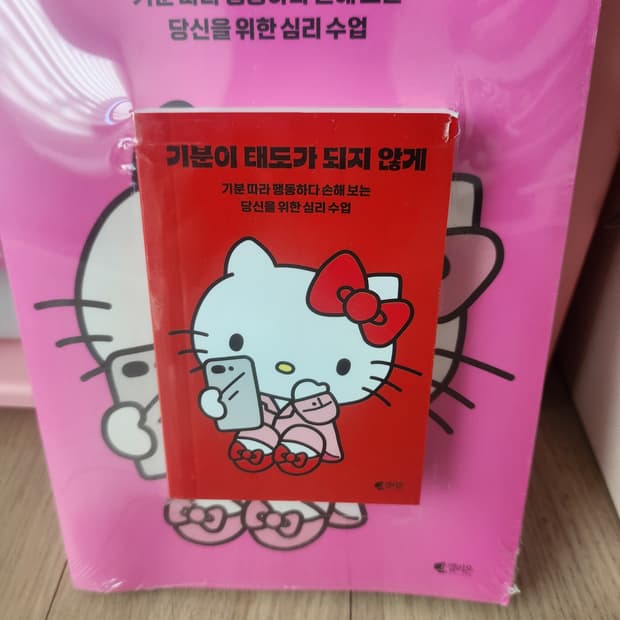 당신을 위한 심리 수업
기분이 태도가 되지 않게
기분 따라 행동하다 손해 보는
당신을 위한 심리 수업